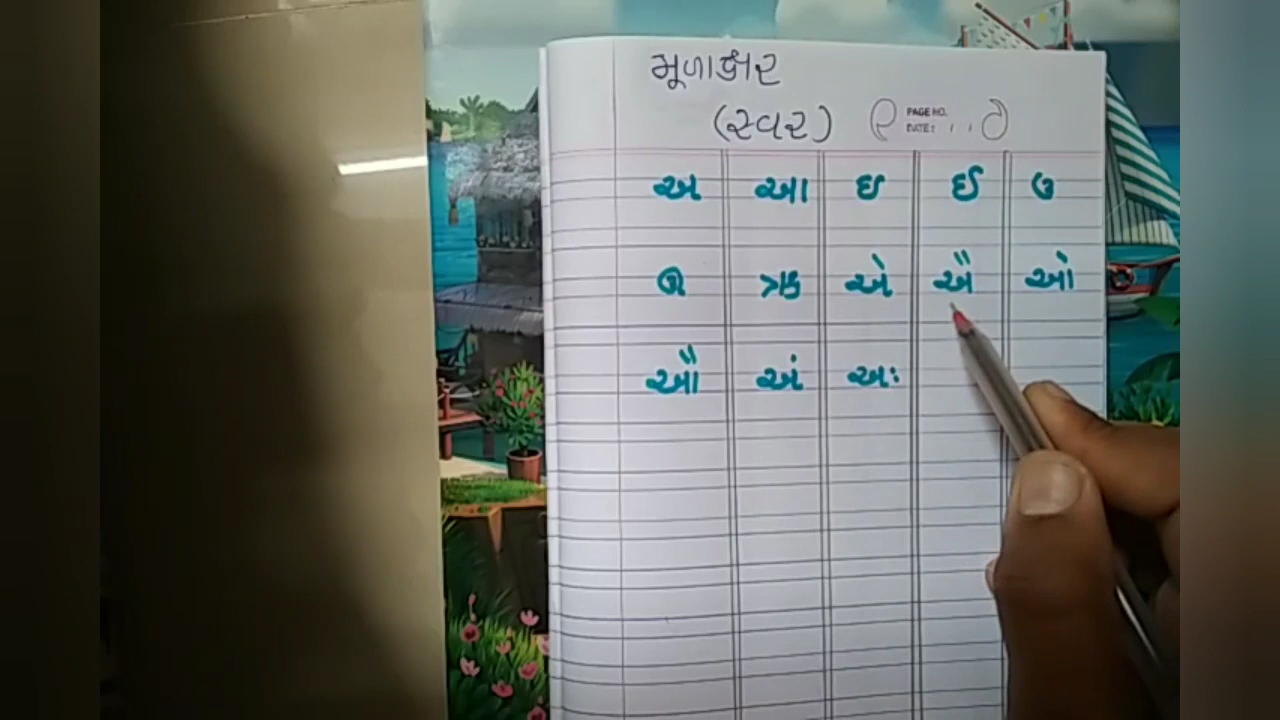 મૂળાક્ષર
(સ્વર)
PAGE NO.
DATE: / /
અ આ ઇ ઈ ઉ
ઊ ઋ એ ઐ ઓ
ઔ અં અઃ